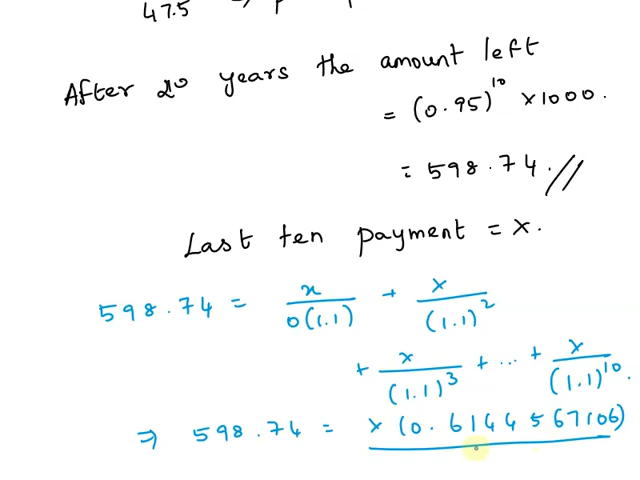 47.5
After 20 years the amount left
= (0.95)^10 × 1000.
= 598.74.//
Last ten payment = X.
598.74 = x/0(1.1) + x/(1.1)^2
+ x/(1.1)^3 + ... + x/(1.1)^10.
⇒ 598.74 = x (0.6144567106)